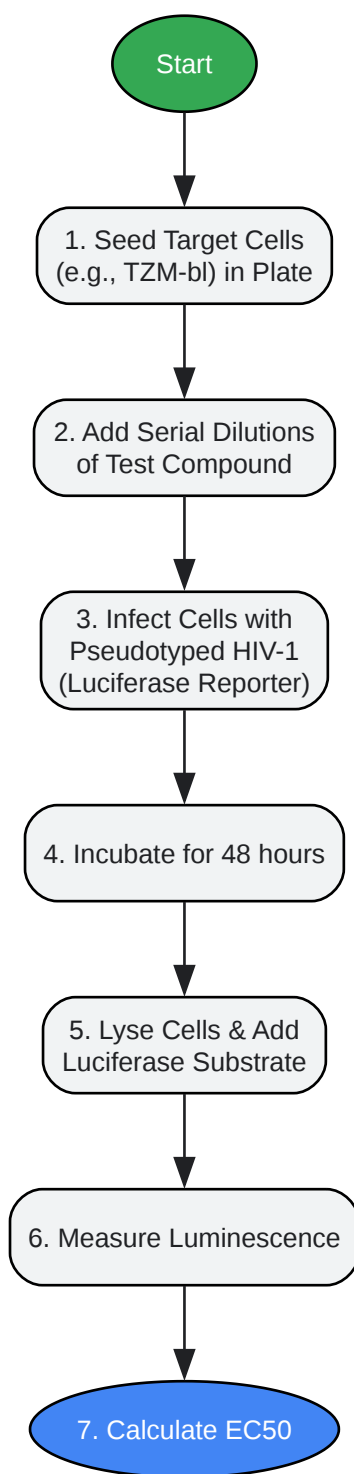 Start
1. Seed Target Cells
(e.g., TZM-bl) in Plate
2. Add Serial Dilutions
of Test Compound
3. Infect Cells with
Pseudotyped HIV-1
(Luciferase Reporter)
4. Incubate for 48 hours
5. Lyse Cells & Add
Luciferase Substrate
6. Measure Luminescence
7. Calculate EC50